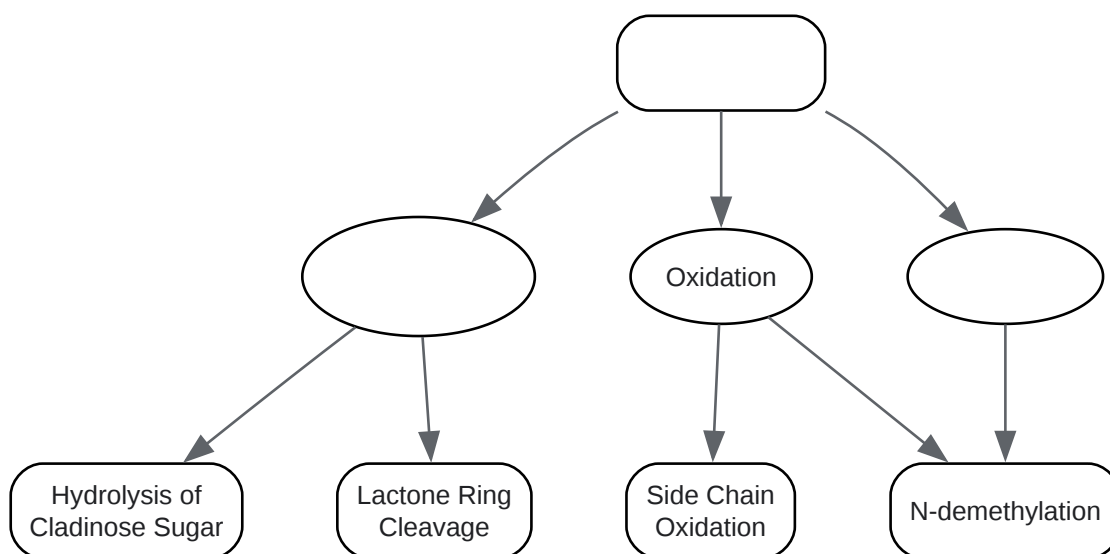 Oxidation
Hydrolysis of
Cladinose Sugar
Lactone Ring
Cleavage
Side Chain
Oxidation
N-demethylation